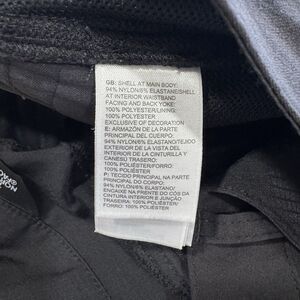 GB: SHELL AT MAIN BODY:
94% NYLON/6% ELASTANE/SHELL
AT INTERIOR WAISTBAND
FACING AND BACK YOKE:
100% POLYESTER/LINING:
100% POLYESTER
EXCLUSIVE OF DECORATION
E: ARMAZÓN DE LA PARTE
PRINCIPAL DEL CUERPO:
94% NYLON/6% ELASTANO/TEJIDO
EXTERIOR DE LA VISTA DEL
INTERIOR DE LA CINTURILLA Y
CANESÚ TRASERO:
100% POLIÉSTER/FORRO:
100% POLIÉSTER
P: TECIDO PRINCIPAL NA PARTE
PRINCIPAL DO CORPO:
94% NYLON/6% ELASTANO/
ENCAIXE NA FRENTE DO CÓS DA
CINTURA INTERIOR E JUNÇÃO
TRASEIRA: 100% POLIÉSTER/
FORRO: 100% POLIÉSTER